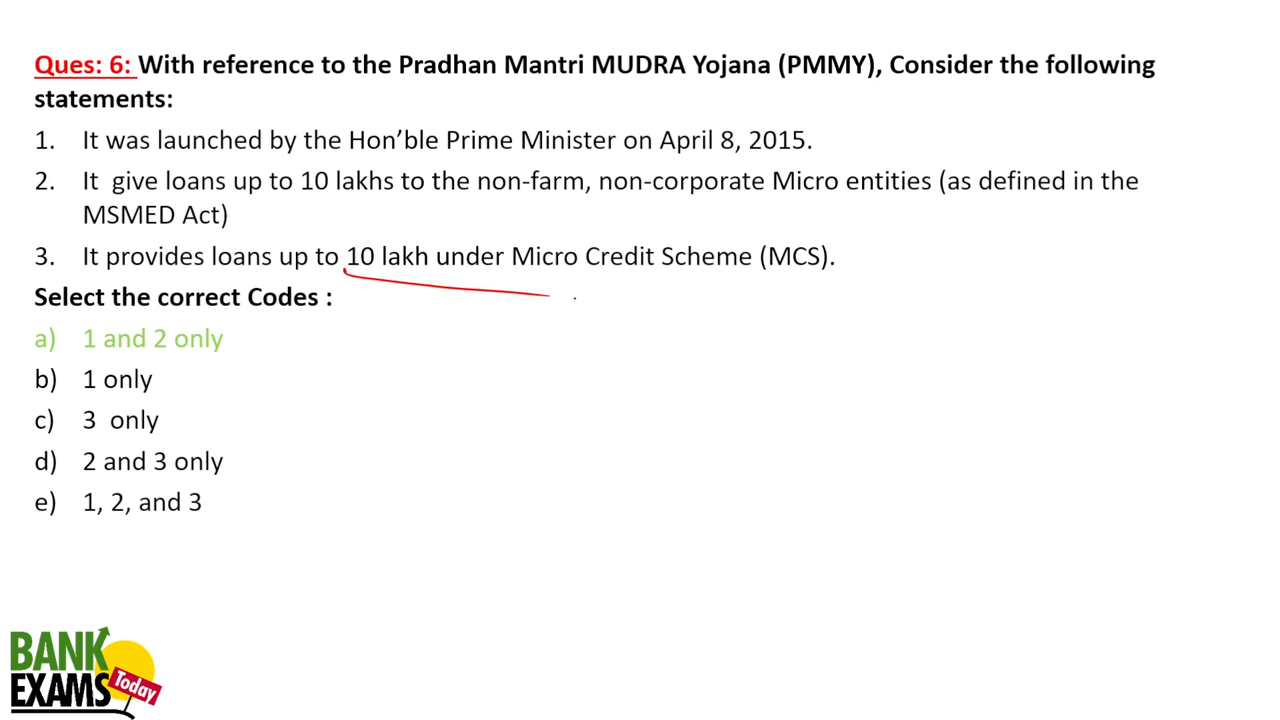 Ques: 6: With reference to the Pradhan Mantri MUDRA Yojana (PMMY), Consider the following
statements:
1. It was launched by the Hon’ble Prime Minister on April 8, 2015.
2. It give loans up to 10 lakhs to the non-farm, non-corporate Micro entities (as defined in the
MSMED Act)
3. It provides loans up to 10 lakh under Micro Credit Scheme (MCS).
Select the correct Codes :
a) 1 and 2 only
b) 1 only
c) 3 only
d) 2 and 3 only
e) 1, 2, and 3
BANK
EXAMS
Today